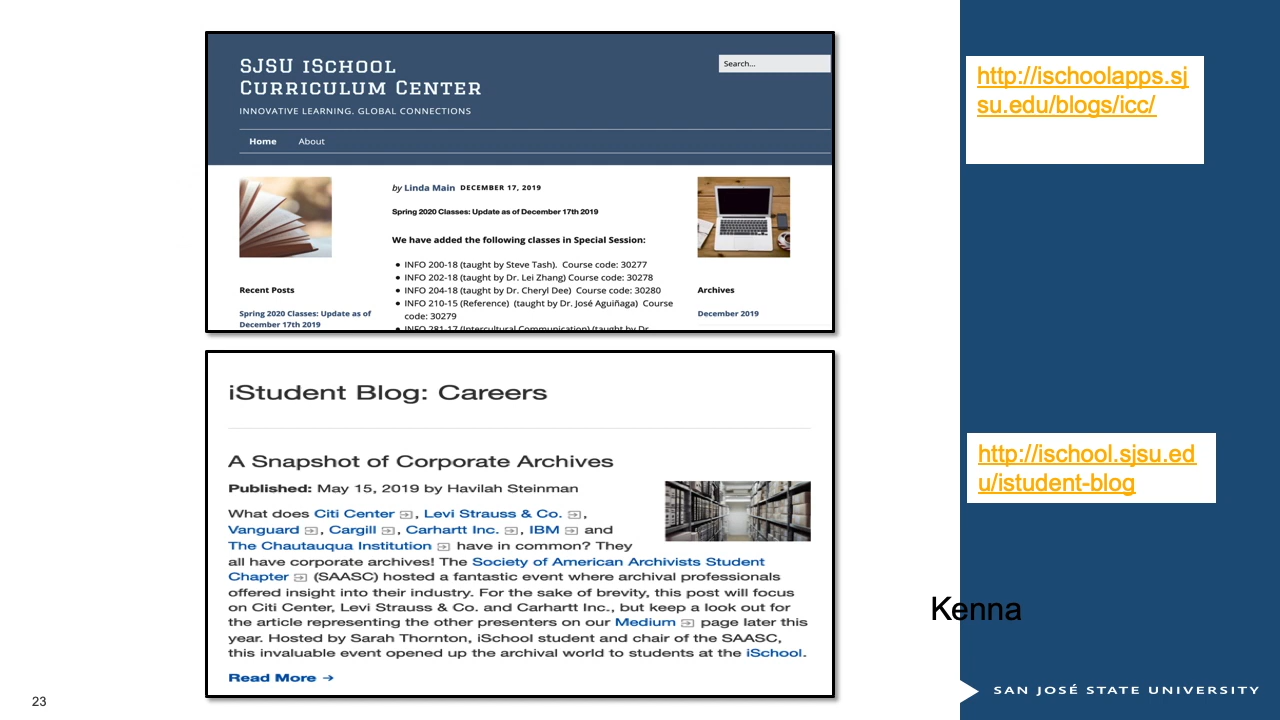 SJSU iSchool
Curriculum Center
INNOVATIVE LEARNING. GLOBAL CONNECTIONS
Search...
Home About
by Linda Main DECEMBER 17, 2019
Spring 2020 Classes: Update as of December 17th 2019
We have added the following classes in Special Session:
• INFO 200-18 (taught by Steve Tash). Course code: 30277
• INFO 202-18 (taught by Dr. Lei Zhang) Course code: 30278
• INFO 204-18 (taught by Dr. Cheryl Dee) Course code: 30280
• INFO 210-15 (Reference) (taught by Dr. José Aguiñaga) Course
code: 30279
• INFO 281-17 (Intercultural Communication) (taught by Dr.
Recent Posts
Spring 2020 Classes: Update as of
December 17th 2019
Archives
December 2019
http://ischoolapps.sj
su.edu/blogs/icc/
iStudent Blog: Careers
A Snapshot of Corporate Archives
Published: May 15, 2019 by Havilah Steinman
What does Citi Center, Levi Strauss & Co.,
Vanguard, Cargill, Carhartt Inc., IBM and
The Chautauqua Institution have in common? They
all have corporate archives! The Society of American Archivists Student
Chapter (SAASC) hosted a fantastic event where archival professionals
offered insight into their industry. For the sake of brevity, this post will focus
on Citi Center, Levi Strauss & Co. and Carhartt Inc., but keep a look out for
the article representing the other presenters on our Medium page later this
year. Hosted by Sarah Thornton, iSchool student and chair of the SAASC,
this invaluable event opened up the archival world to students at the iSchool.
Read More →
http://ischool.sjsu.ed
u/istudent-blog
Kenna
SAN JOSÉ STATE UNIVERSITY
23